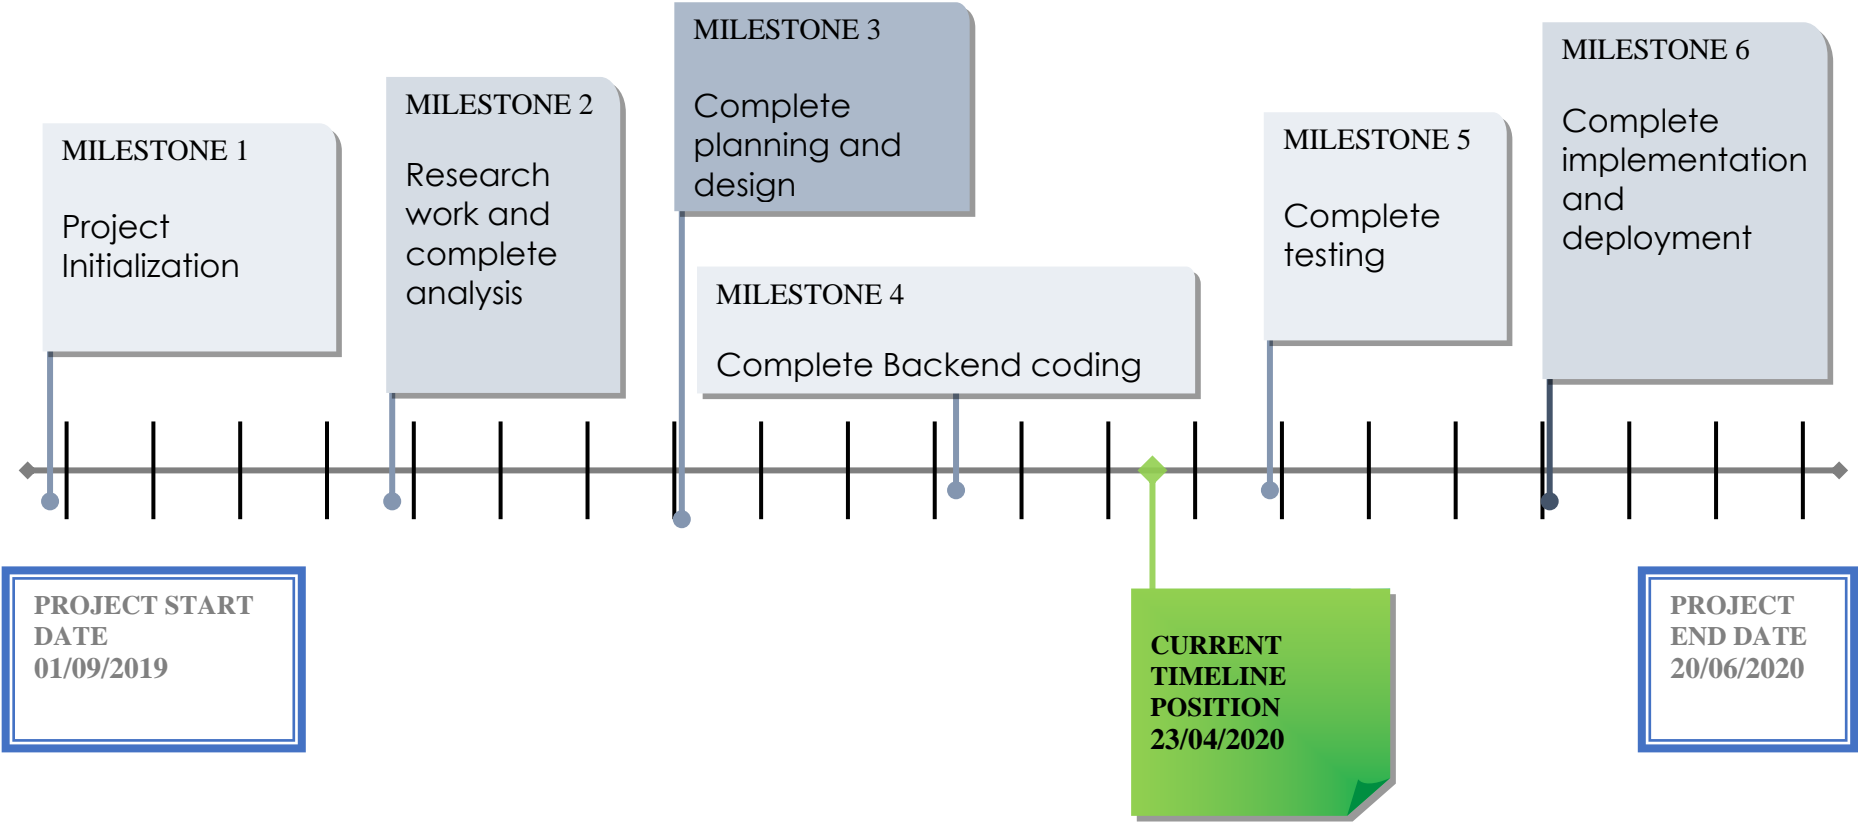 MILESTONE 1
Project
Initialization
MILESTONE 2
Research
work and
complete
analysis
MILESTONE 3
Complete
planning and
design
MILESTONE 4
Complete Backend coding
MILESTONE 5
Complete
testing
MILESTONE 6
Complete
implementation
and
deployment
PROJECT START
DATE
01/09/2019
CURRENT
TIMELINE
POSITION
23/04/2020
PROJECT
END DATE
20/06/2020